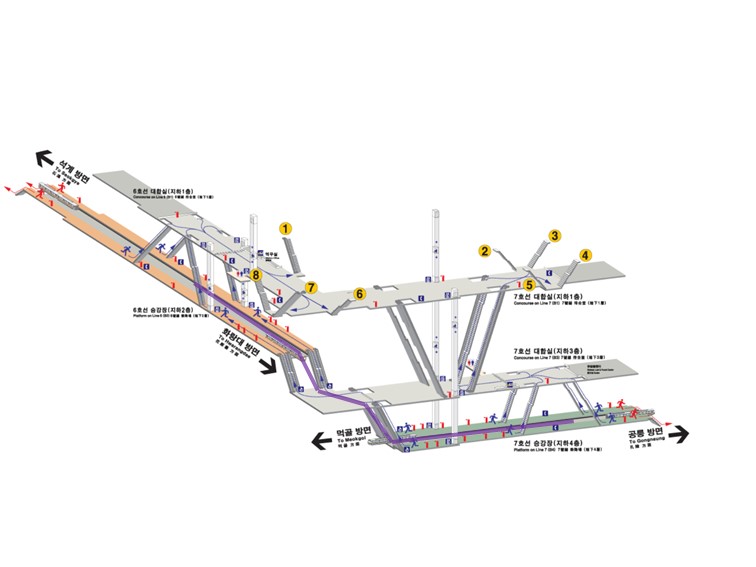 석계 방면
To Seokgye
6호선 대합실(지하1층)
Concourse on Line 6 (B1)
1
2
3
4
5
6
7
8
역무실
6호선 승강장(지하2층)
Platform on Line 6 (B2)
화랑대 방면
To Hwarangdae
7호선 대합실(지하1층)
Concourse on Line 7 (B1)
7호선 대합실(지하3층)
Concourse on Line 7 (B3)
먹골 방면
To Meokgol
7호선 승강장(지하4층)
Platform on Line 7 (B4)
공릉 방면
To Gongneung